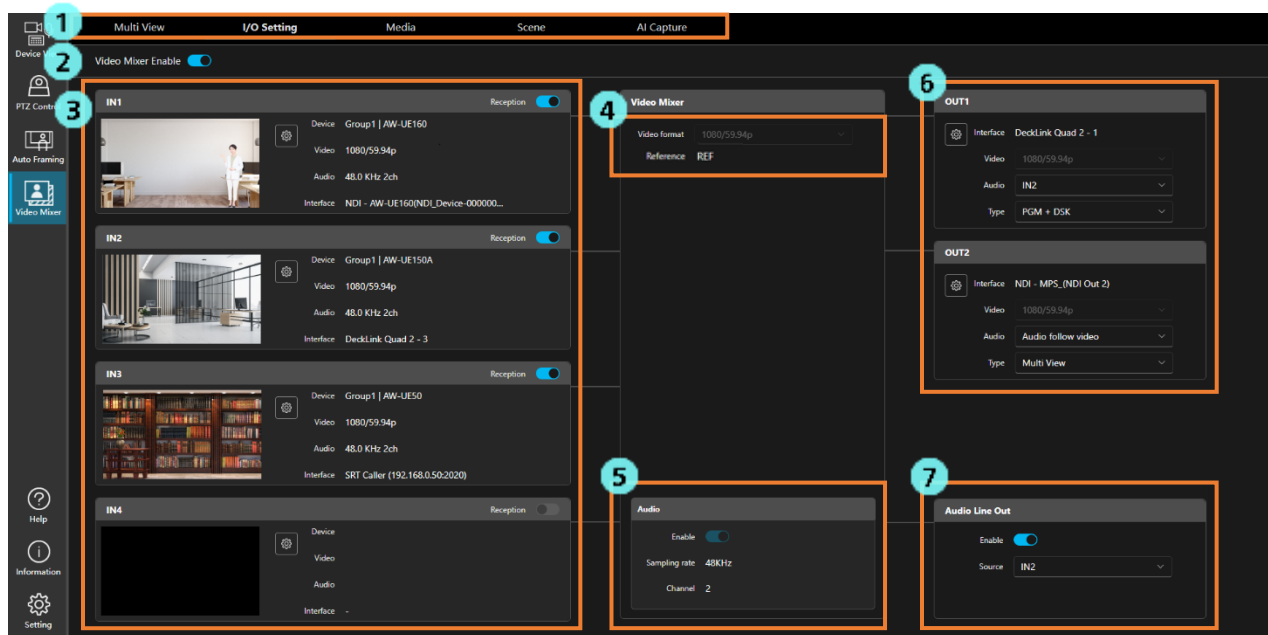 1
Multi View
I/O Setting
Media
Scene
AI Capture
Device
2
Video Mixer Enable
PTZ Control
Auto Framing
Video Mixer
3
IN1
Reception
Device Group1 | AW-UE160
Video 1080/59.94p
Audio 48.0 KHz 2ch
Interface NDI - AW-UE160(NDI_Device-000000...
IN2
Reception
Device Group1 | AW-UE150A
Video 1080/59.94p
Audio 48.0 KHz 2ch
Interface DeckLink Quad 2 - 3
IN3
Reception
Device Group1 | AW-UE50
Video 1080/59.94p
Audio 48.0 KHz 2ch
Interface SRT Caller (192.168.0.50:2020)
IN4
Reception
Device
Video
Audio
Interface -
4
Video Mixer
Video format 1080/59.94p
Reference REF
5
Audio
Enable
Sampling rate 48KHz
Channel 2
6
OUT1
Interface DeckLink Quad 2 - 1
Video 1080/59.94p
Audio IN2
Type PGM + DSK
OUT2
Interface NDI - MPS_(NDI Out 2)
Video 1080/59.94p
Audio Audio follow video
Type Multi View
7
Audio Line Out
Enable
Source IN2
Help
Information
Setting